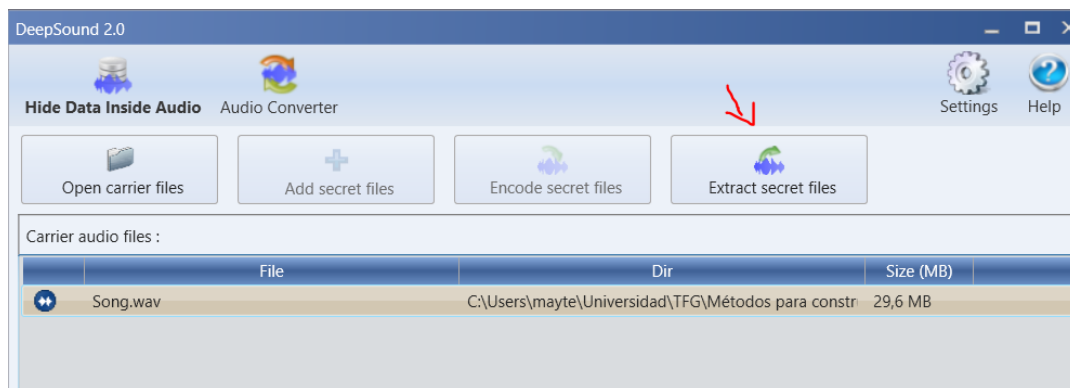 DeepSound 2.0
Hide Data Inside Audio Audio Converter Settings Help
Open carrier files Add secret files Encode secret files Extract secret files
Carrier audio files :
File Dir Size (MB)
Song.wav C:\Users\mayte\Universidad\TFG\Métodos para constr 29,6 MB